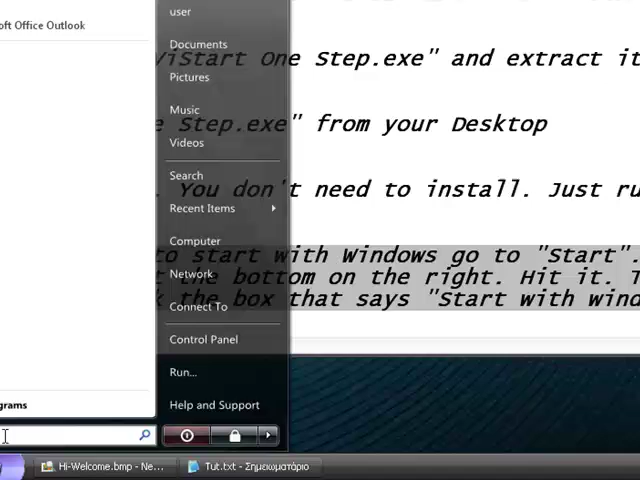 oft Office Outlook
user
Documents
Pictures
Music
Videos
Search
Recent Items
Computer
Network
Connect To
Control Panel
Run...
Help and Support
grams
ViStart One Step.exe" and extract it
e Step.exe" from your Desktop
. You don't need to install. Just ru
to start with Windows go to "Start".
t the bottom on the right. Hit it. T
k the box that says "Start with wind
Hi-Welcome.bmp - Ne...
Tut.txt - Σημειωματάριο